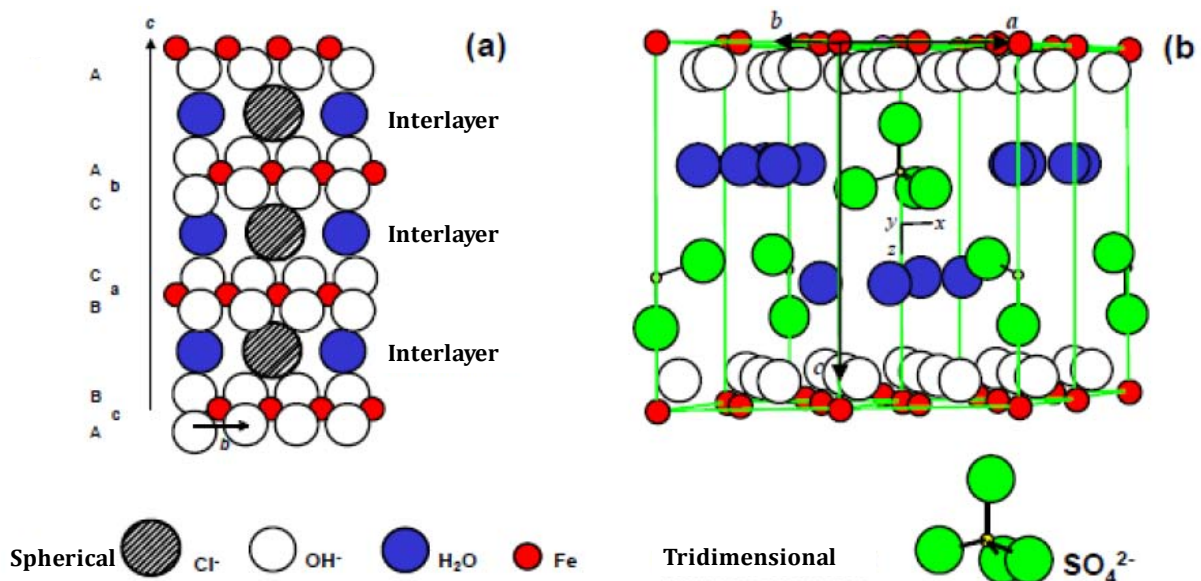 c
(a)
A
Interlayer
A
b
C
Interlayer
C
a
B
Interlayer
B
c
A
b
b
a
(b
y
x
z
c
Spherical
Cl-
OH-
H₂O
Fe
Tridimensional
SO₄²⁻